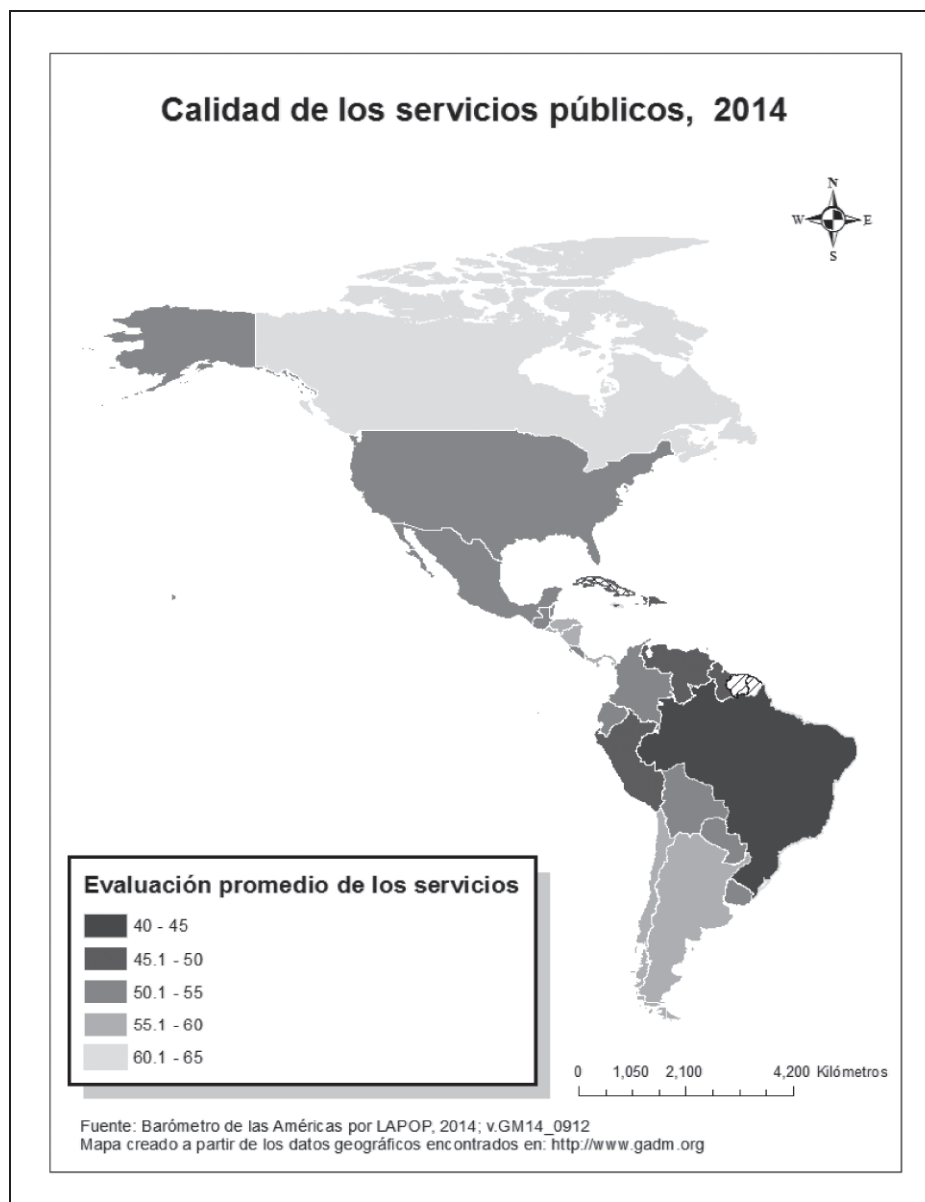 Calidad de los servicios públicos, 2014
N
W E
S
Evaluación promedio de los servicios
40 - 45
45.1 - 50
50.1 - 55
55.1 - 60
60.1 - 65
0 1,050 2,100 4,200 Kilómetros
Fuente: Barómetro de las Américas por LAPOP, 2014; v.GM14_0912
Mapa creado a partir de los datos geográficos encontrados en: http://www.gadm.org